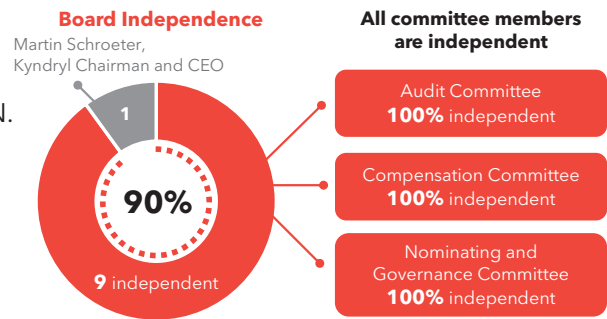 Board Independence
Martin Schroeter,
Kyndryl Chairman and CEO
N.
1
90%
9 independent
All committee members
are independent
Audit Committee
100% independent
Compensation Committee
100% independent
Nominating and
Governance Committee
100% independent